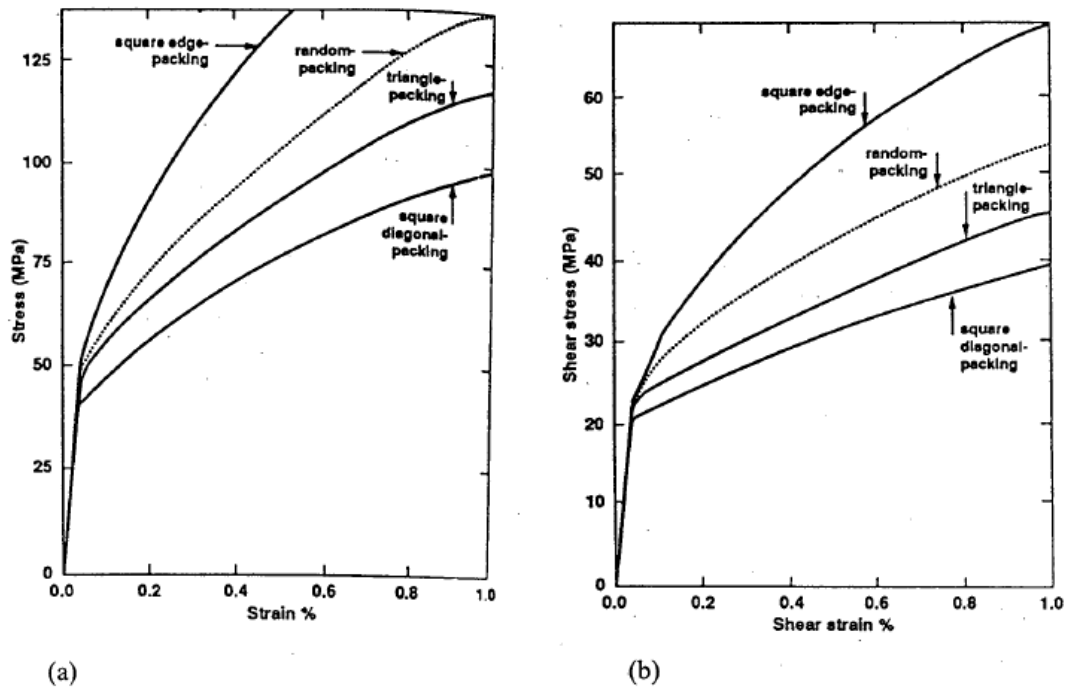 125
100
75
50
25
0
Stress (MPa)
square edge-
packing
random-
packing
triangle-
packing
square
diagonal-
packing
0.0
0.2
0.4
0.6
0.8
1.0
Strain %
(a)
60
50
40
30
20
10
0
Shear stress (MPa)
square edge-
packing
random-
packing
triangle-
packing
square
diagonal-
packing
0.0
0.2
0.4
0.6
0.8
1.0
Shear strain %
(b)